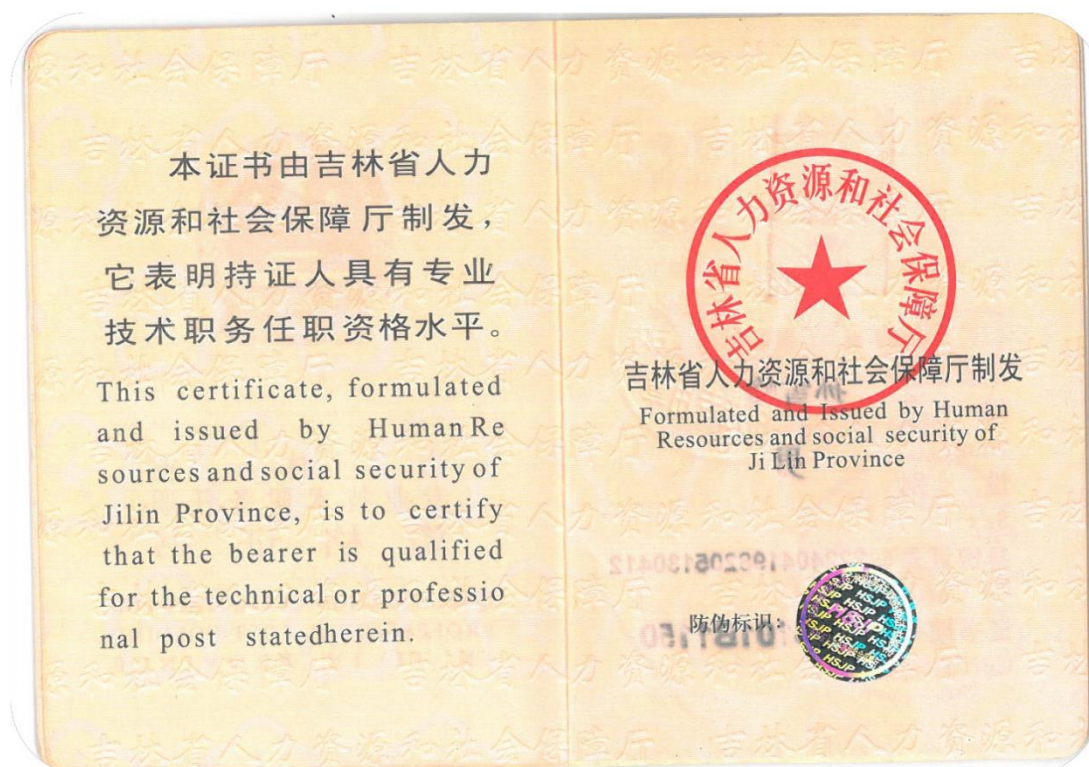 本证书由吉林省人力
资源和社会保障厅制发，
它表明持证人具有专业
技术职务任职资格水平。
This certificate, formulated
and issued by Human Re
sources and social security of
Jilin Province, is to certify
that the bearer is qualified
for the technical or professio
nal post statedherein.
吉林省人力资源和社会保障厅
吉林省人力资源和社会保障厅制发
Formulated and Issued by Human
Resources and social security of
Ji Lin Province
防伪标识：
HSJP